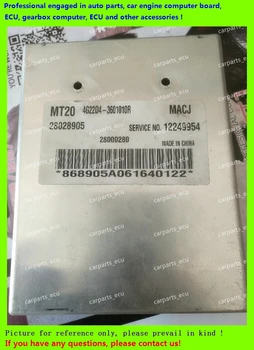 Professional engaged in auto parts, car engine computer board,
ECU, gearbox computer, ECU and other accessories !
MT20 462204-3601010R MACJ
28028905 SERVICE NO. 12249954
28000280
MADE IN CHINA
*868905A061640122*
carparts_ecu
Picture for reference only, please prevail in kind !
If you have any questions, please contact us!